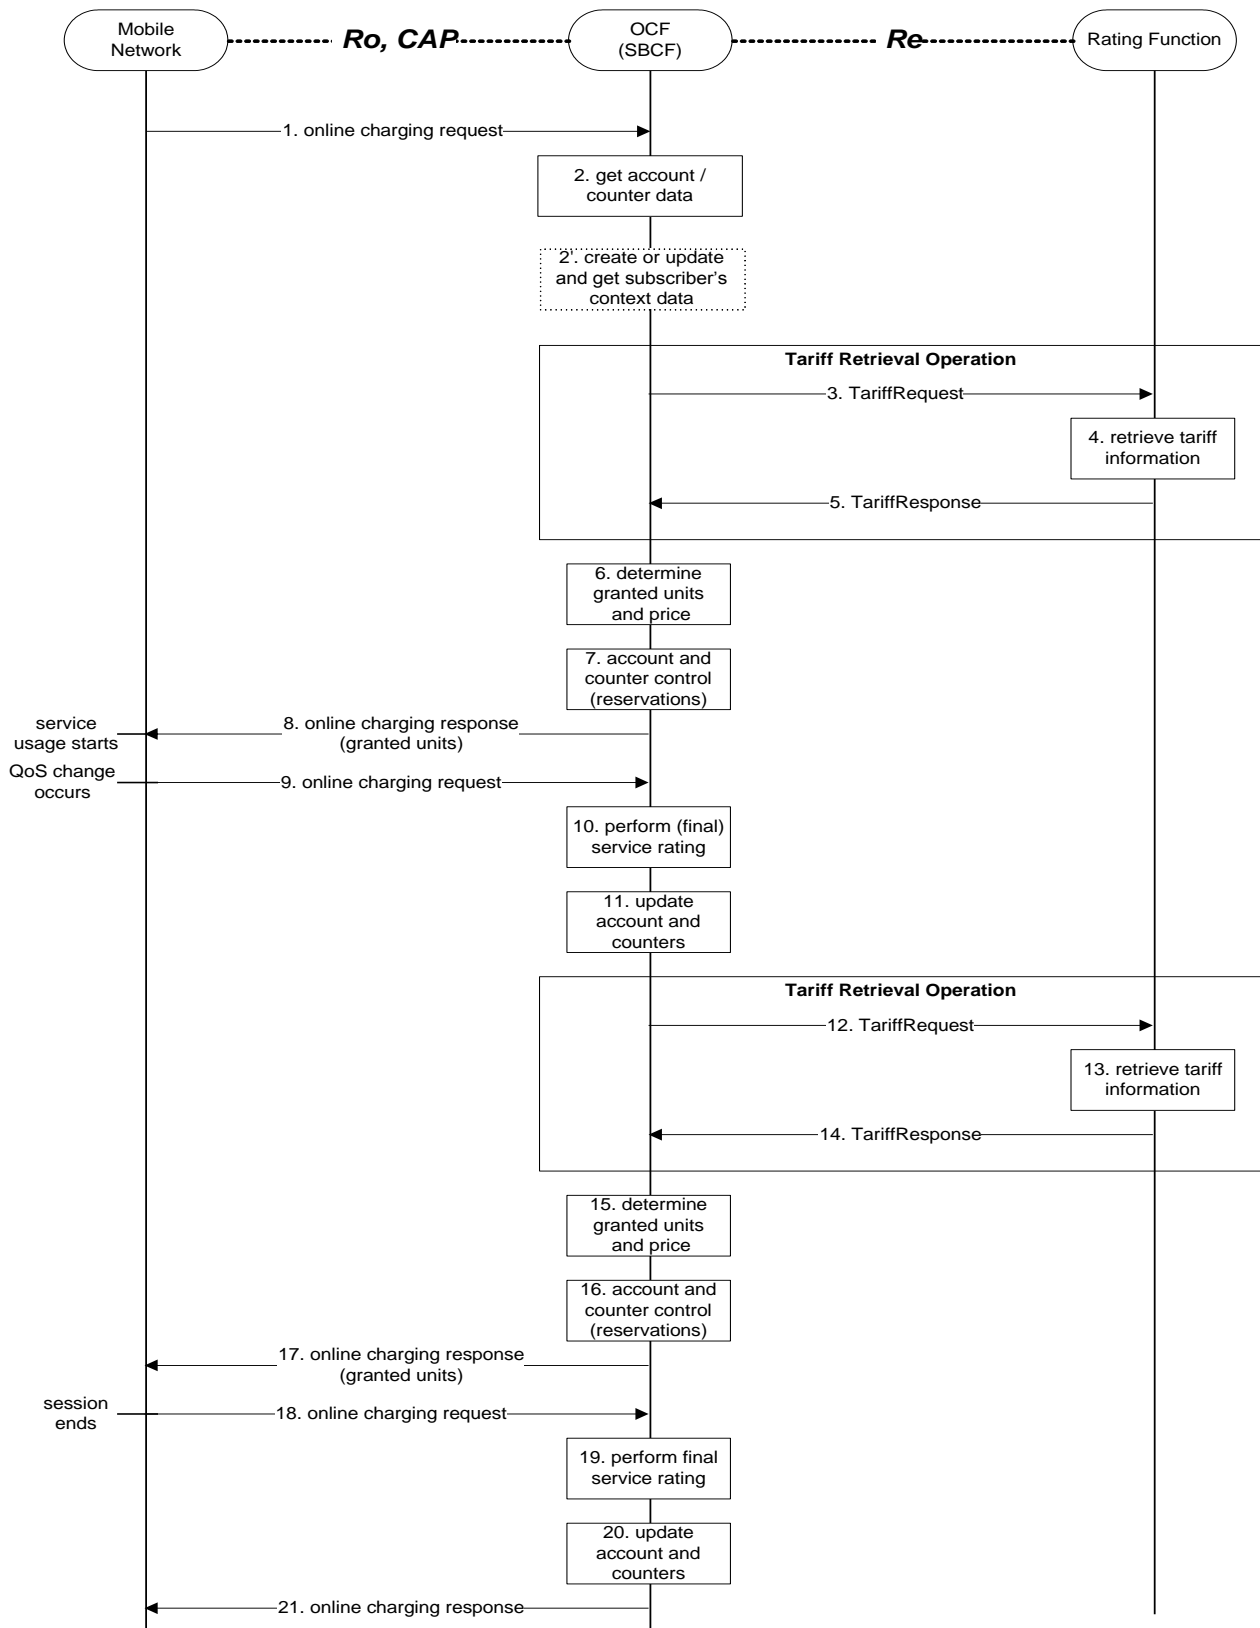 Mobile
Network
Ro, CAP
OCF
(SBCF)
Re
Rating Function
1. online charging request
2. get account /
counter data
2'. create or update
and get subscriber's
context data
Tariff Retrieval Operation
3. TariffRequest
4. retrieve tariff
information
5. TariffResponse
6. determine
granted units
and price
7. account and
counter control
(reservations)
service
usage starts
8. online charging response
(granted units)
QoS change
occurs
9. online charging request
10. perform (final)
service rating
11. update
account and
counters
Tariff Retrieval Operation
12. TariffRequest
13. retrieve tariff
information
14. TariffResponse
15. determine
granted units
and price
16. account and
counter control
(reservations)
17. online charging response
(granted units)
session
ends
18. online charging request
19. perform final
service rating
20. update
account and
counters
21. online charging response